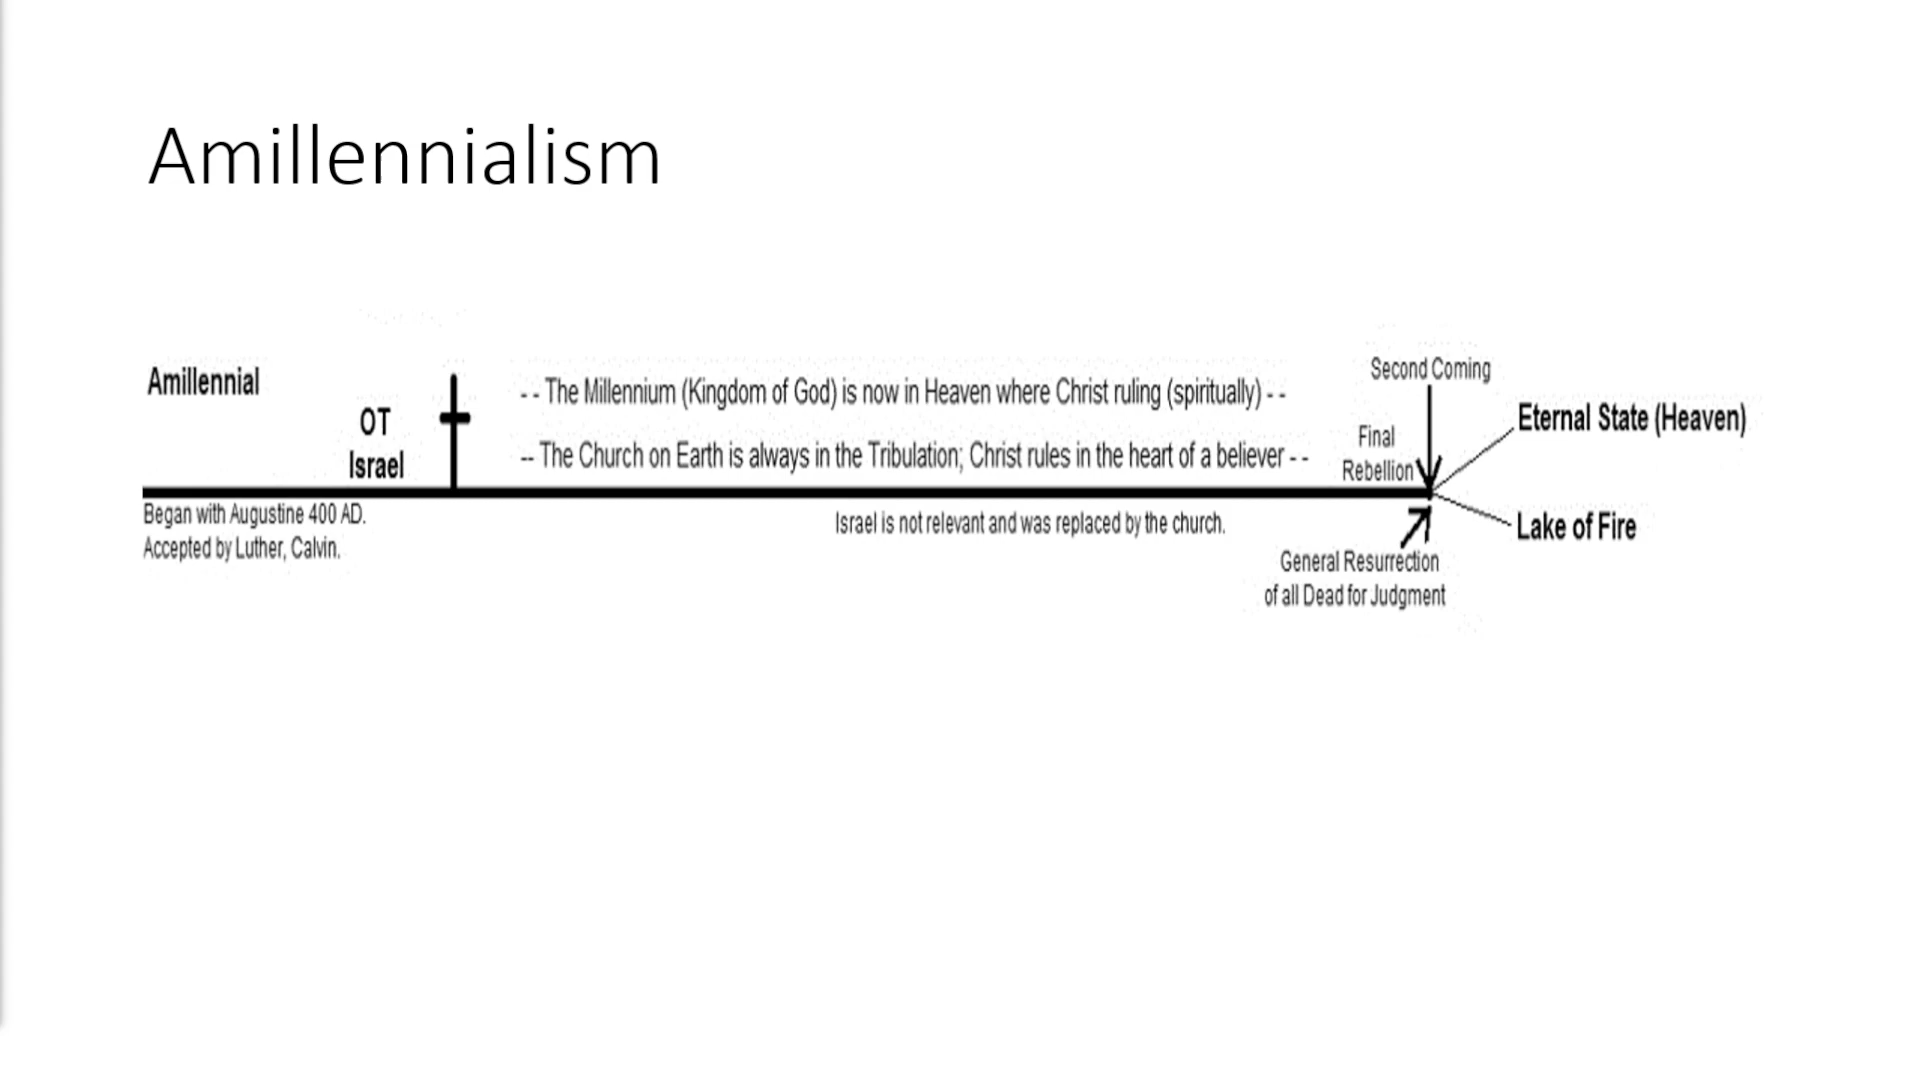 Amillennialism
Amillennial
OT
Israel
- - The Millennium (Kingdom of God) is now in Heaven where Christ ruling (spiritually) - -
-- The Church on Earth is always in the Tribulation; Christ rules in the heart of a believer - -
Second Coming
Final
Rebellion
Eternal State (Heaven)
Began with Augustine 400 AD.
Accepted by Luther, Calvin.
Israel is not relevant and was replaced by the church.
Lake of Fire
General Resurrection
of all Dead for Judgment